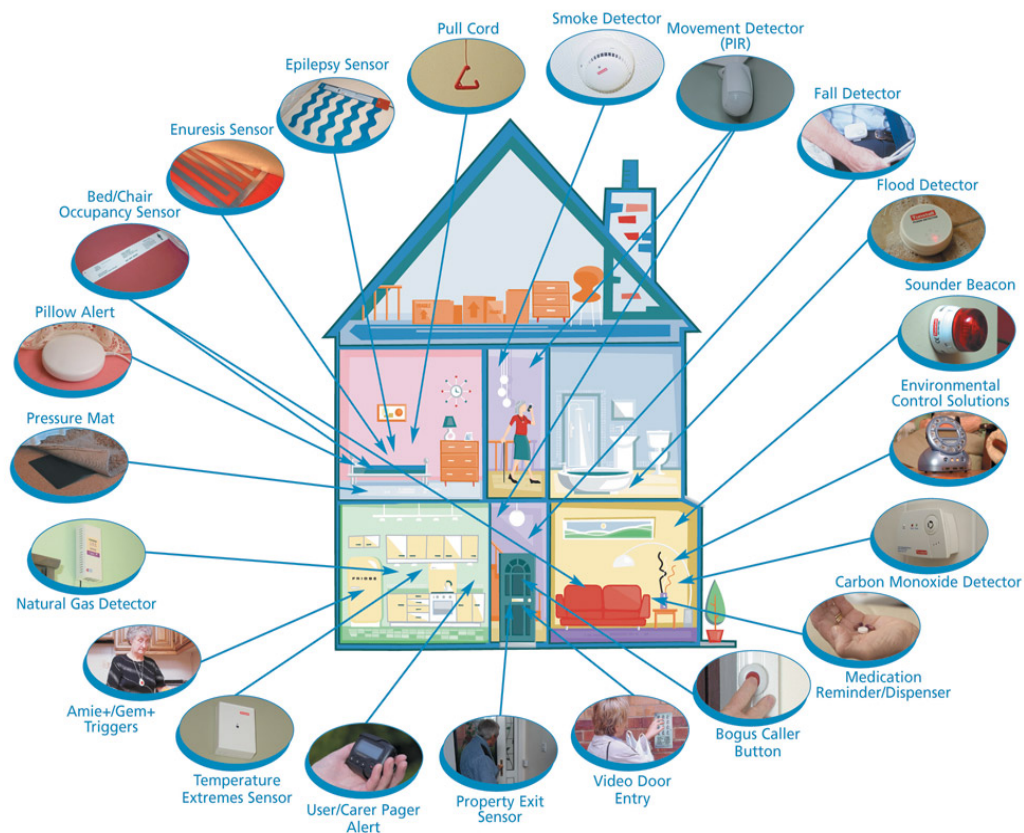 Pull Cord
Smoke Detector
Movement Detector
(PIR)
Epilepsy Sensor
Fall Detector
Enuresis Sensor
Flood Detector
Bed/Chair
Occupancy Sensor
Sounder Beacon
Pillow Alert
Environmental
Control Solutions
Pressure Mat
FRIDGE
Carbon Monoxide Detector
Natural Gas Detector
Medication
Reminder/Dispenser
Amie+/Gem+
Triggers
Bogus Caller
Button
Temperature
Extremes Sensor
User/Carer Pager
Alert
Property Exit
Sensor
Video Door
Entry